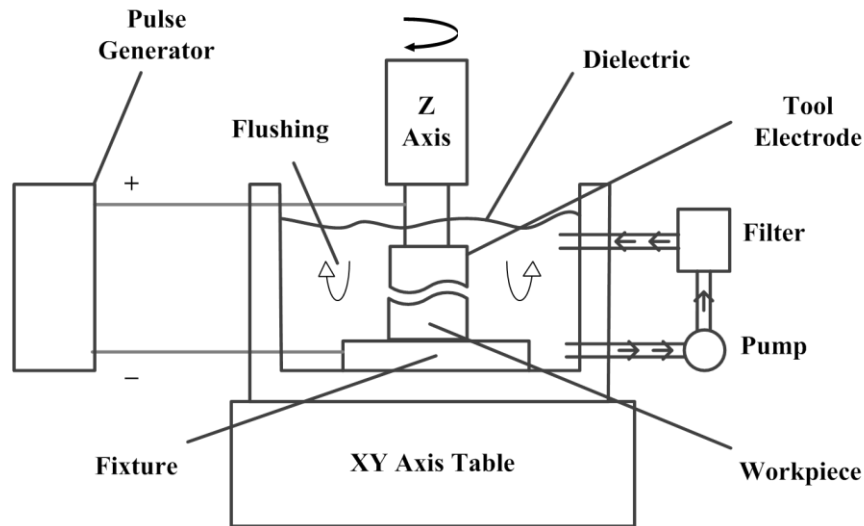 Pulse
Generator
Dielectric
Z
Axis
Tool
Electrode
Flushing
+
Filter
Pump
−
Fixture
XY Axis Table
Workpiece